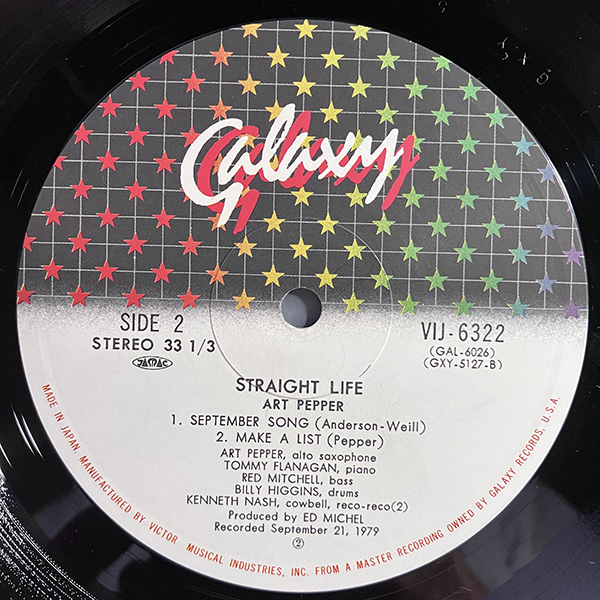 Galaxy
SIDE 2
STEREO 33 1/3
JASRAC
VIJ-6322
(GAL-6026)
(GXY-5127-B)
STRAIGHT LIFE
ART PEPPER
1. SEPTEMBER SONG (Anderson-Weill)
2. MAKE A LIST (Pepper)
ART PEPPER, alto saxophone
TOMMY FLANAGAN, piano
RED MITCHELL, bass
BILLY HIGGINS, drums
KENNETH NASH, cowbell, reco-reco(2)
Produced by ED MICHEL
Recorded September 21, 1979
②
MADE IN JAPAN. MANUFACTURED BY VICTOR MUSICAL INDUSTRIES, INC. FROM A MASTER RECORDING OWNED BY GALAXY RECORDS, U.S.A.